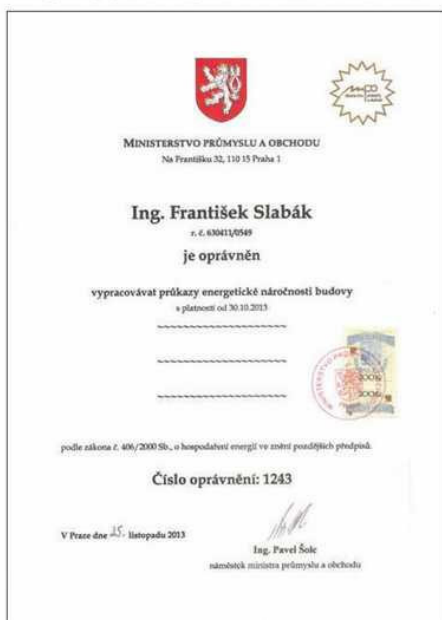 MINISTERSTVO PRŮMYSLU A OBCHODU
Na Františku 32, 110 15 Praha 1
Ing. František Slabák
r. č. 630411/0549
je oprávněn
vypracovávat průkazy energetické náročnosti budovy
s platností od 30.10.2013
podle zákona č. 406/2000 Sb., o hospodaření energií ve znění pozdějších předpisů.
Číslo oprávnění: 1243
V Praze dne 25. listopadu 2013
Ing. Pavel Šolc
náměstek ministra průmyslu a obchodu